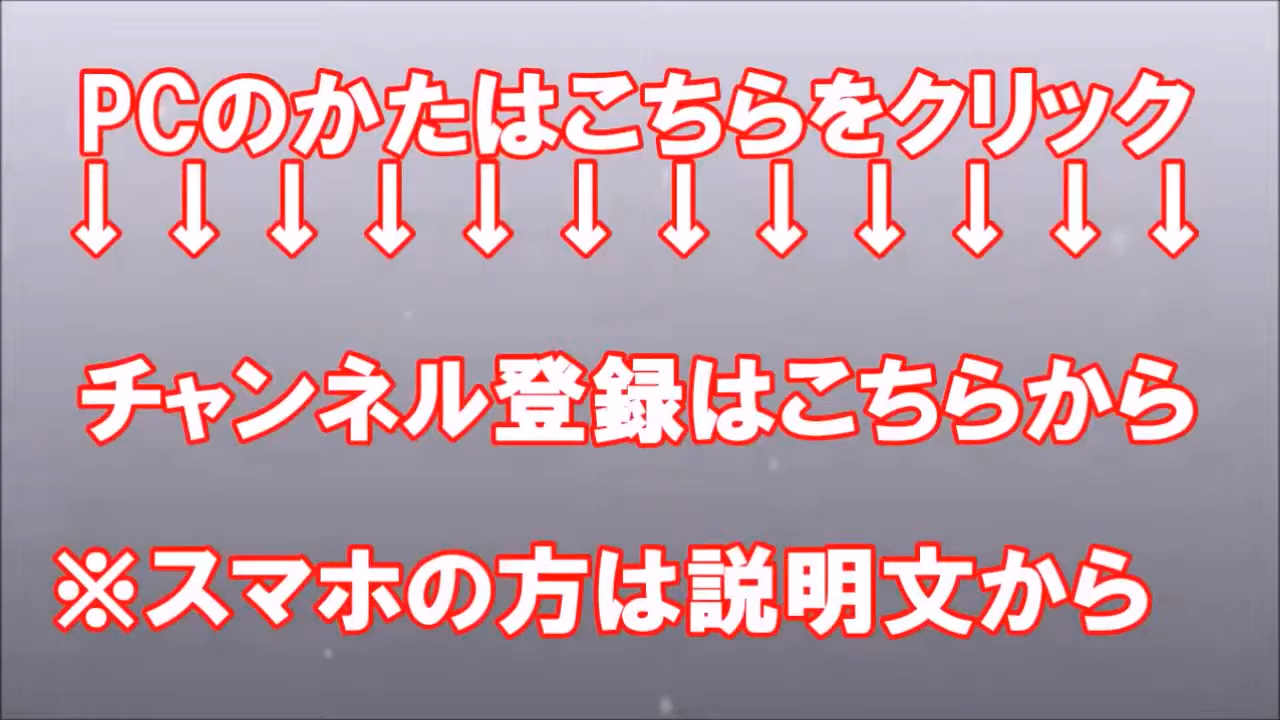 PCのかたはこちらをクリック
↓↓↓↓↓↓↓↓↓↓↓↓
チャンネル登録はこちらから
※スマホの方は説明文から